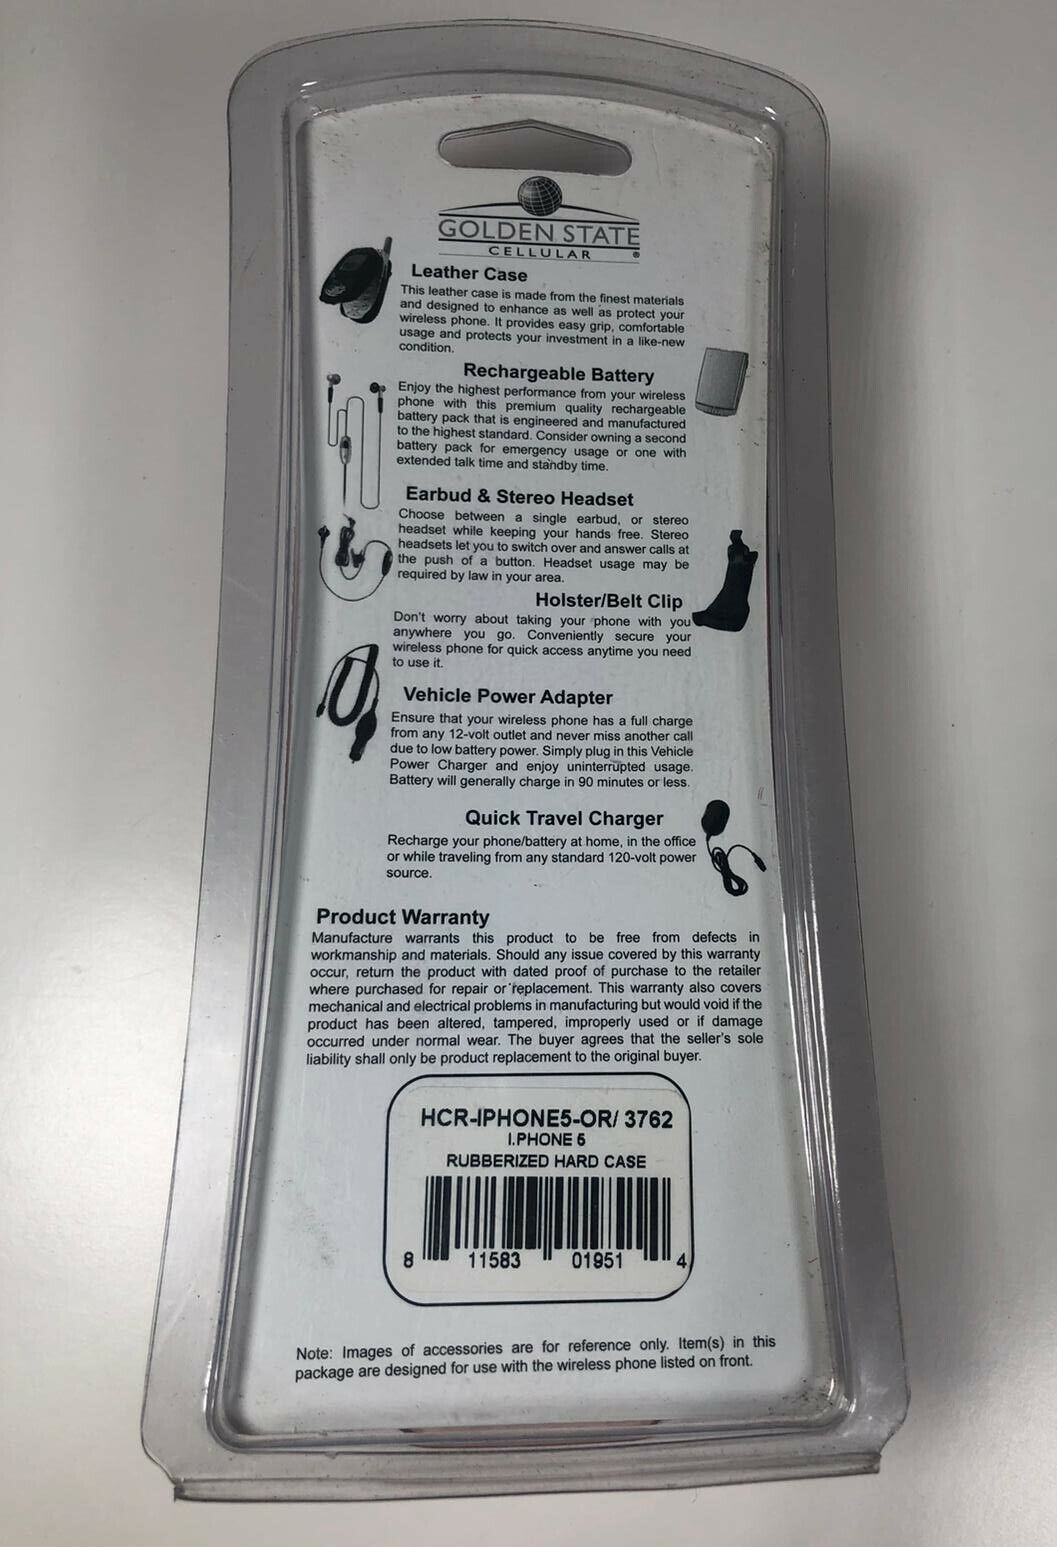 GOLDEN STATE
CELLULAR ®
Leather Case
This leather case is made from the finest materials
and designed to enhance as well as protect your
wireless phone. It provides easy grip, comfortable
usage and protects your investment in a like-new
condition.
Rechargeable Battery
Enjoy the highest performance from your wireless
phone with this premium quality rechargeable
battery pack that is engineered and manufactured
to the highest standard. Consider owning a second
battery pack for emergency usage or one with
extended talk time and standby time.
Earbud & Stereo Headset
Choose between a single earbud, or stereo
headset while keeping your hands free. Stereo
headsets let you to switch over and answer calls at
the push of a button. Headset usage may be
required by law in your area.
Holster/Belt Clip
Don't worry about taking your phone with you
anywhere you go. Conveniently secure your
wireless phone for quick access anytime you need
to use it.
Vehicle Power Adapter
Ensure that your wireless phone has a full charge
from any 12-volt outlet and never miss another call
due to low battery power. Simply plug in this Vehicle
Power Charger and enjoy uninterrupted usage.
Battery will generally charge in 90 minutes or less.
Quick Travel Charger
Recharge your phone/battery at home, in the office
or while traveling from any standard 120-volt power
source.
Product Warranty
Manufacture warrants this product to be free from defects in
workmanship and materials. Should any issue covered by this warranty
occur, return the product with dated proof of purchase to the retailer
where purchased for repair or replacement. This warranty also covers
mechanical and electrical problems in manufacturing but would void if the
product has been altered, tampered, improperly used or if damage
occurred under normal wear. The buyer agrees that the seller's sole
liability shall only be product replacement to the original buyer.
HCR-IPHONE5-OR/ 3762
I.PHONE 5
RUBBERIZED HARD CASE
8 11583 01951 4
Note: Images of accessories are for reference only. Item(s) in this
package are designed for use with the wireless phone listed on front.